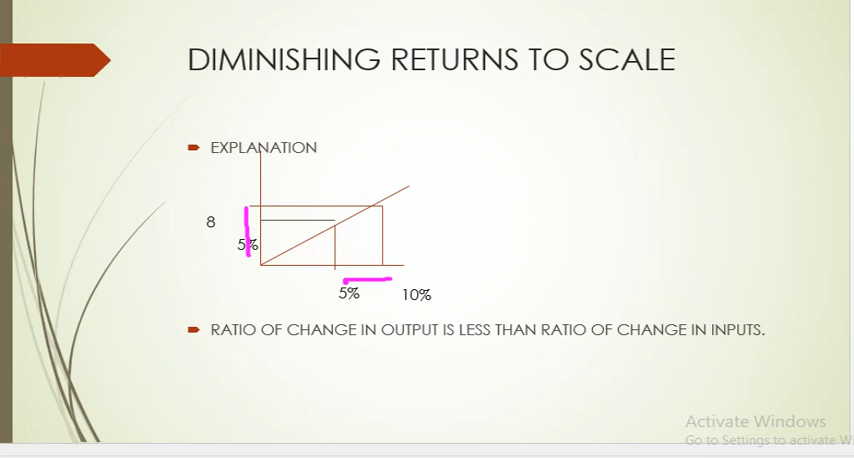 DIMINISHING RETURNS TO SCALE
EXPLANATION
8
5%
5% 10%
RATIO OF CHANGE IN OUTPUT IS LESS THAN RATIO OF CHANGE IN INPUTS.
Activate Windows
Go to Settings to activate W